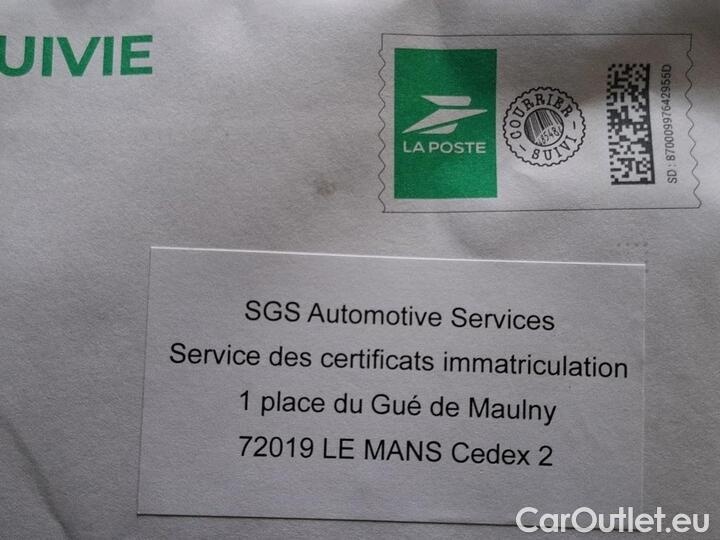 UIVIE
LA POSTE
COURRIER
SUIVI
SD : 87000997642955D
SGS Automotive Services
Service des certificats immatriculation
1 place du Gué de Maulny
72019 LE MANS Cedex 2
CarOutlet.eu